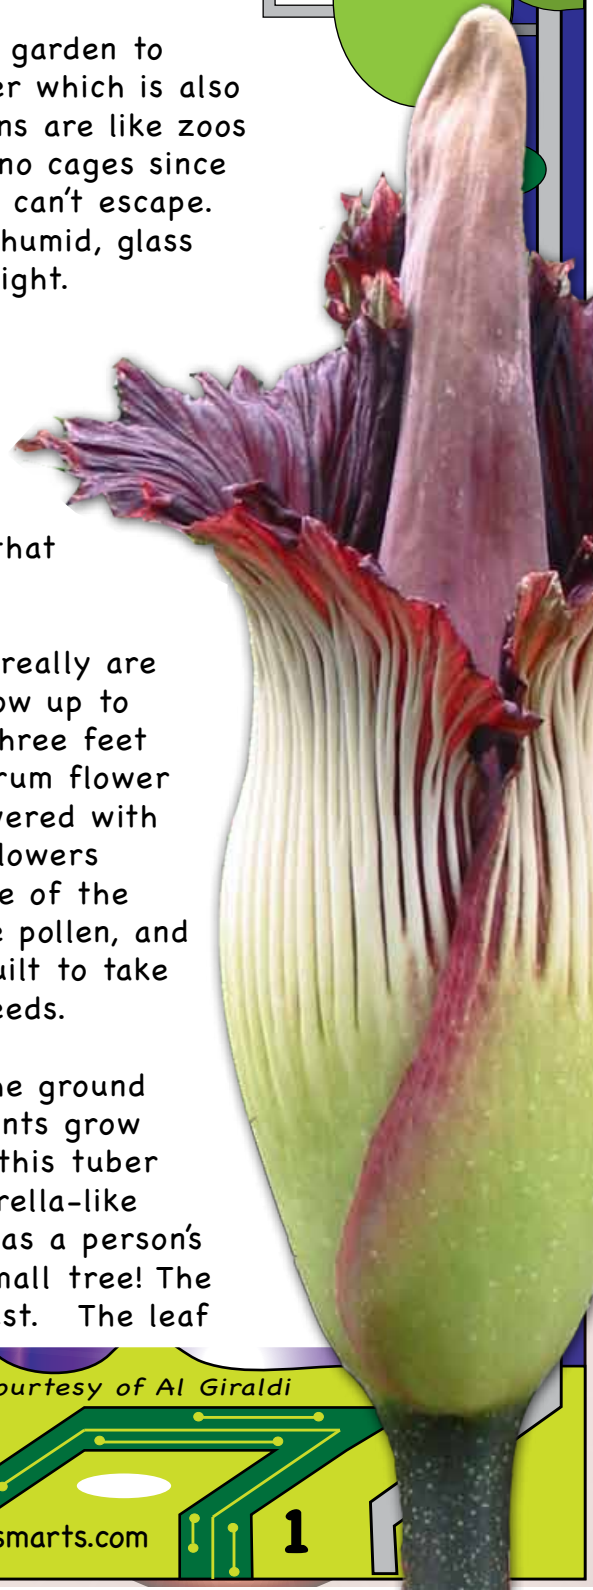 garden to
er which is also
ns are like zoos
no cages since
can't escape.
humid, glass
ight.
that
really are
ow up to
hree feet
rum flower
vered with
lowers
e of the
e pollen, and
uilt to take
eeds.
he ground
nts grow
this tuber
rella-like
as a person's
mall tree! The
st. The leaf
ourtesy of Al Giraldi
smarts.com
1